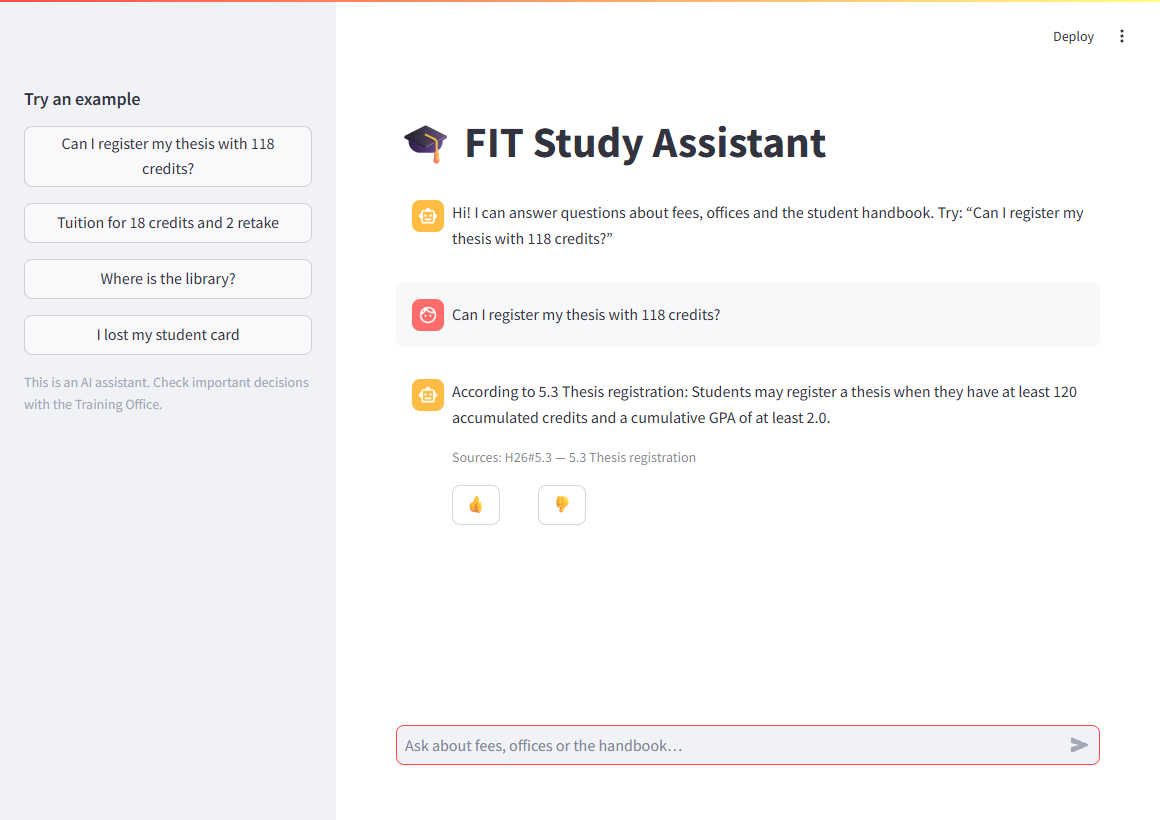 Deploy
Try an example
Can I register my thesis with 118
credits?
Tuition for 18 credits and 2 retake
Where is the library?
I lost my student card
This is an AI assistant. Check important decisions
with the Training Office.
FIT Study Assistant
Hi! I can answer questions about fees, offices and the student handbook. Try: “Can I register my
thesis with 118 credits?”
Can I register my thesis with 118 credits?
According to 5.3 Thesis registration: Students may register a thesis when they have at least 120
accumulated credits and a cumulative GPA of at least 2.0.
Sources: H26#5.3 — 5.3 Thesis registration
Ask about fees, offices or the handbook…